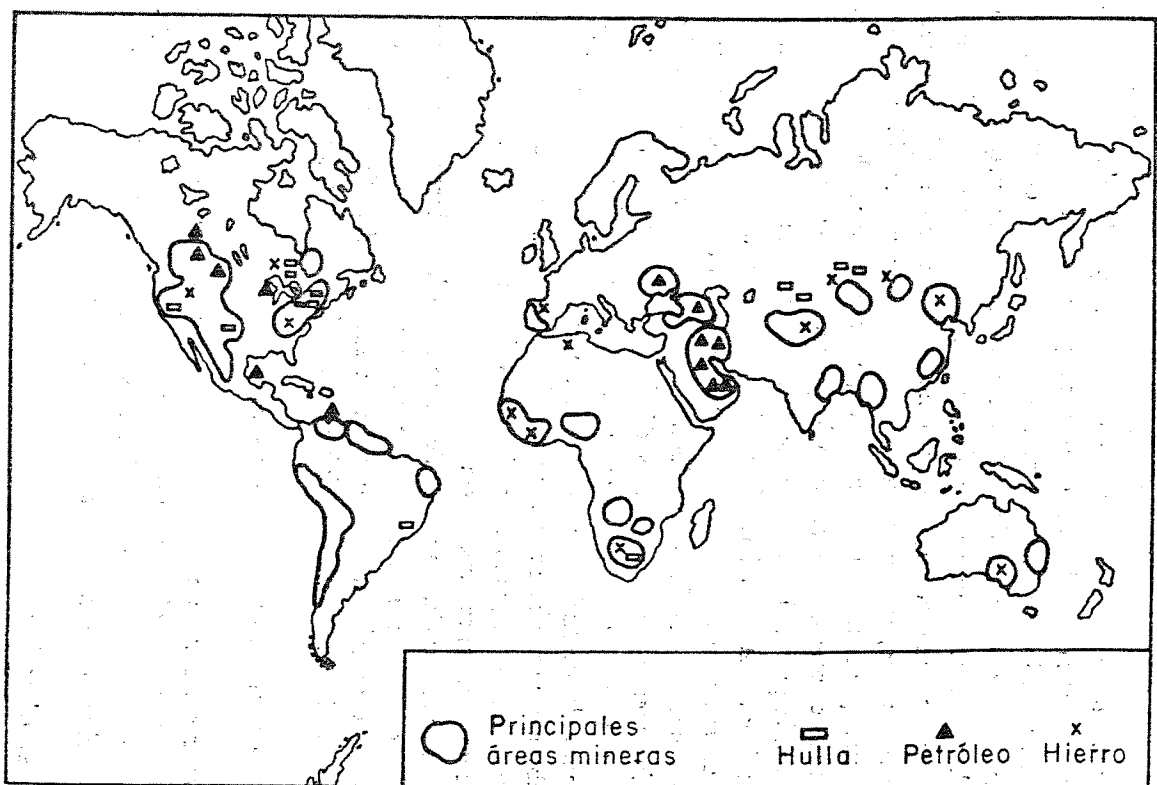 Principales
áreas mineras
Hulla
Petróleo
Hierro